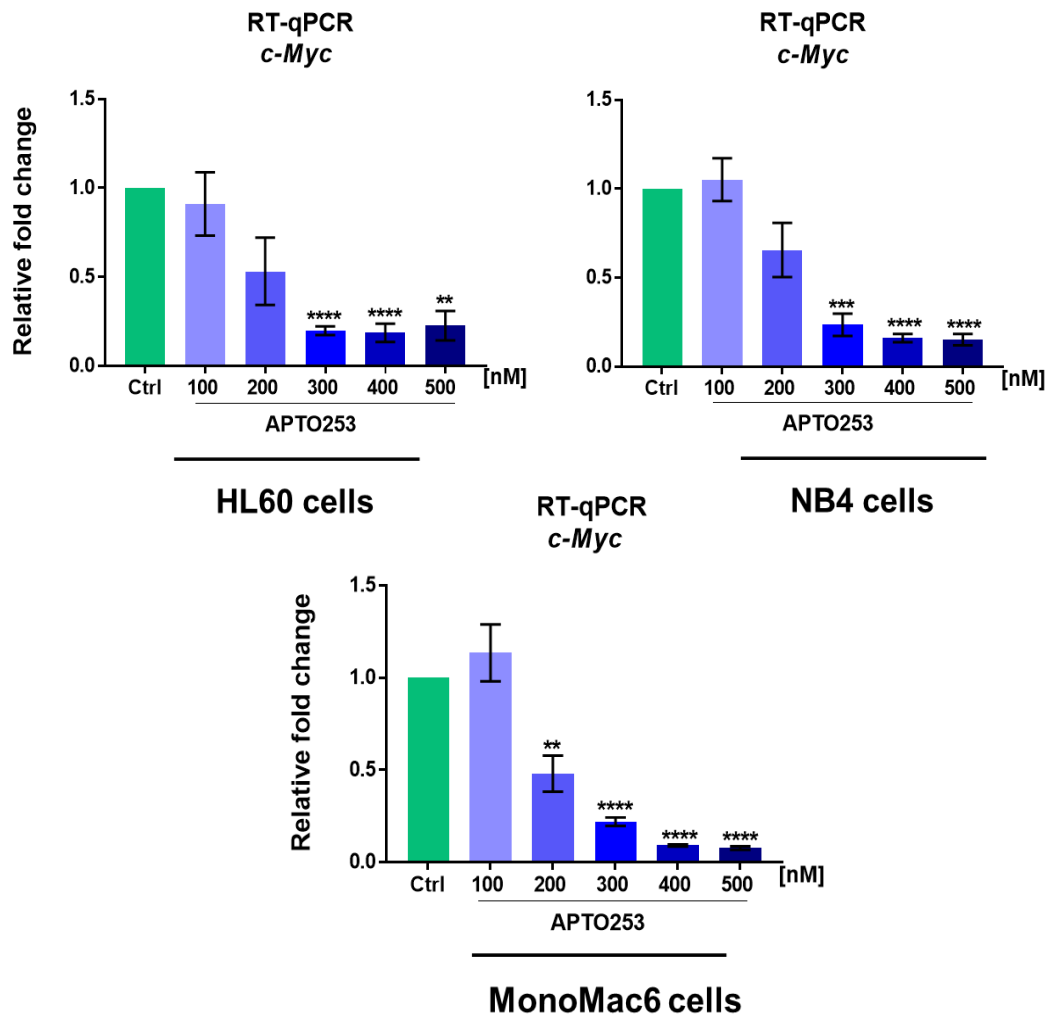 RT-qPCR
c-Myc
Relative fold change
1.5
1.0
0.5
0.0
****
****
**
Ctrl 100 200 300 400 500 [nM]
APTO253
HL60 cells
RT-qPCR
c-Myc
1.5
1.0
0.5
0.0
***
****
****
Ctrl 100 200 300 400 500 [nM]
APTO253
NB4 cells
RT-qPCR
c-Myc
Relative fold change
1.5
1.0
0.5
0.0
**
****
****
****
Ctrl 100 200 300 400 500 [nM]
APTO253
MonoMac6 cells